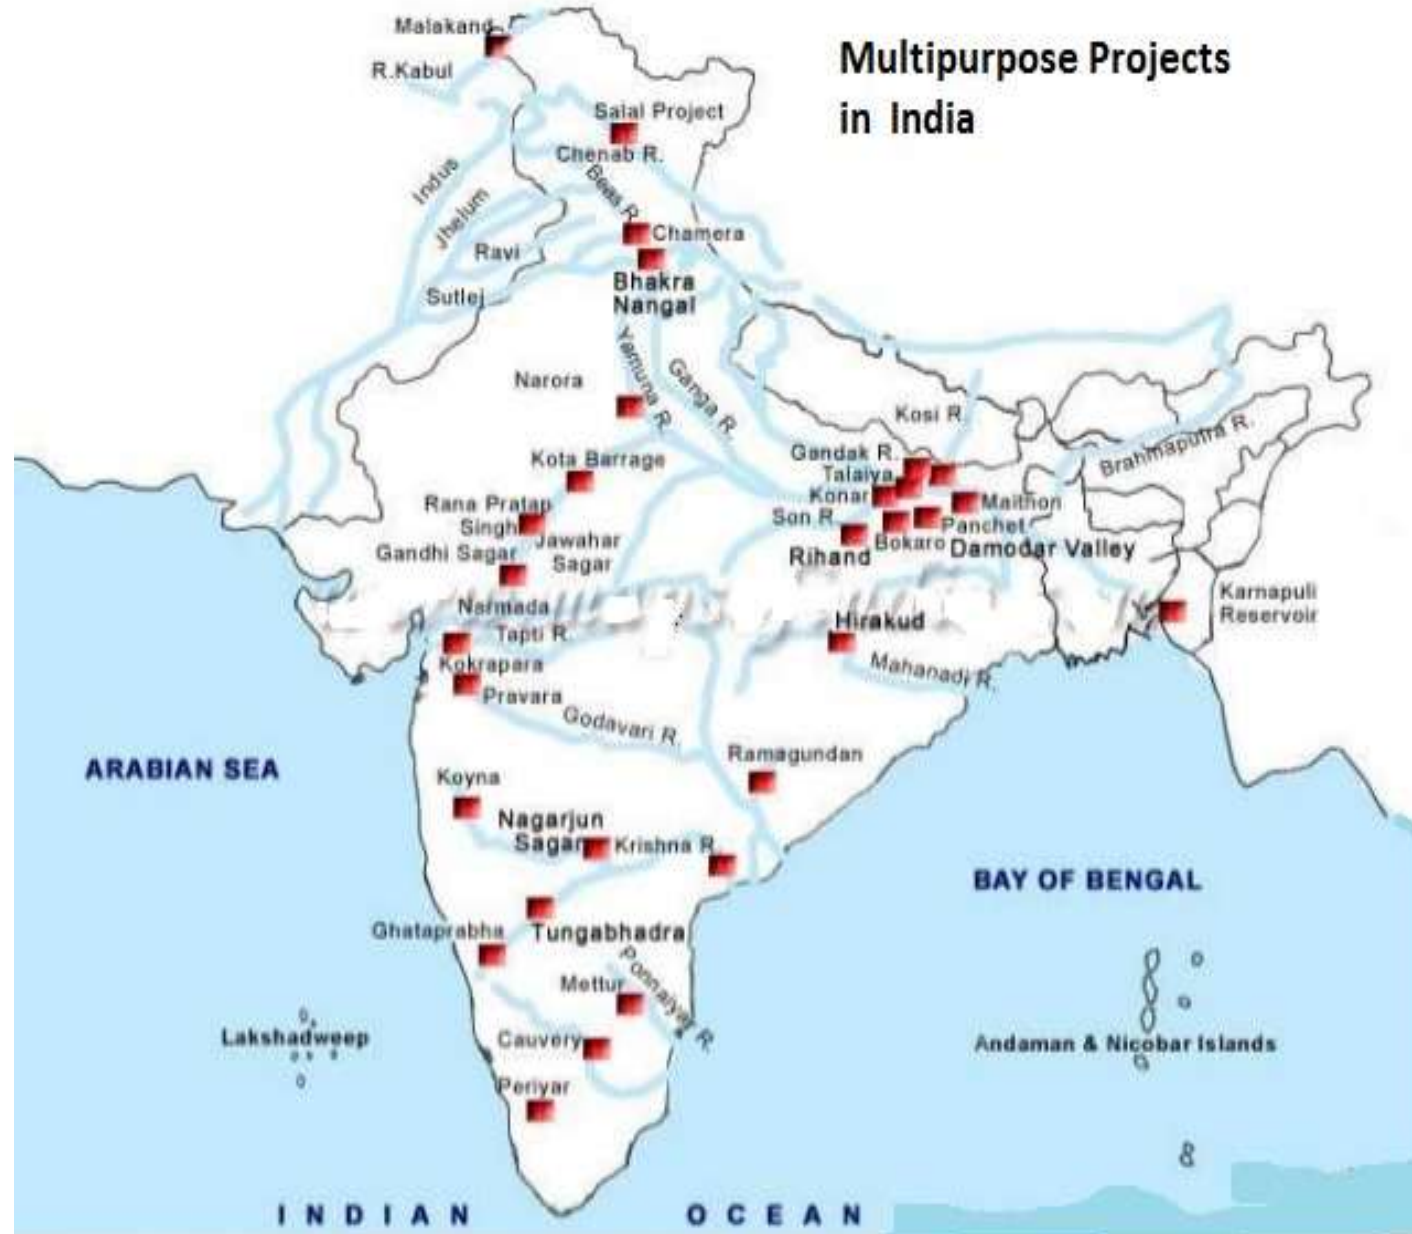 Multipurpose Projects
in India
Malakand
R.Kabul
Salal Project
Chenab R.
Indus
Jhelum
Beas R.
Chamera
Ravi
Bhakra
Nangal
Sutlej
Yamuna R.
Ganga R.
Narora
Kosi R.
Brahmaputra R.
Gandak R.
Kota Barrage
Talaiya
Konar
Maithon
Rana Pratap
Singh
Son R.
Panchet
Jawahar
Sagar
Bokaro
Damodar Valley
Gandhi Sagar
Rihand
Karnapuli
Reservoir
Narmada
Tapti R.
Hirakud
Kokrapara
Mahanadi R.
Pravara
Godavari R.
ARABIAN SEA
Ramagundan
Koyna
Nagarjun
Sagar
Krishna R.
BAY OF BENGAL
Ghataprabha
Tungabhadra
Ponnaiyar R.
Mettur
Lakshadweep
Cauvery
Andaman & Nicobar Islands
Periyar
INDIAN OCEAN